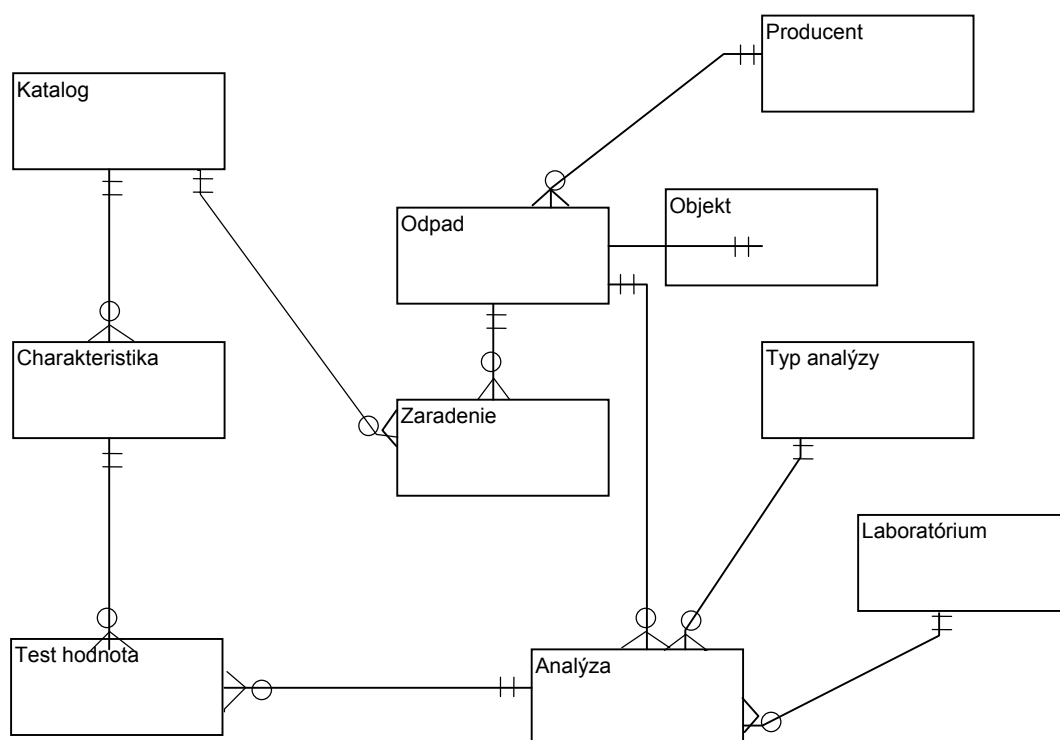 Producent
Katalog
Odpad
Objekt
Charakteristika
Typ analýzy
Zaradenie
Laboratórium
Test hodnota
Analýza